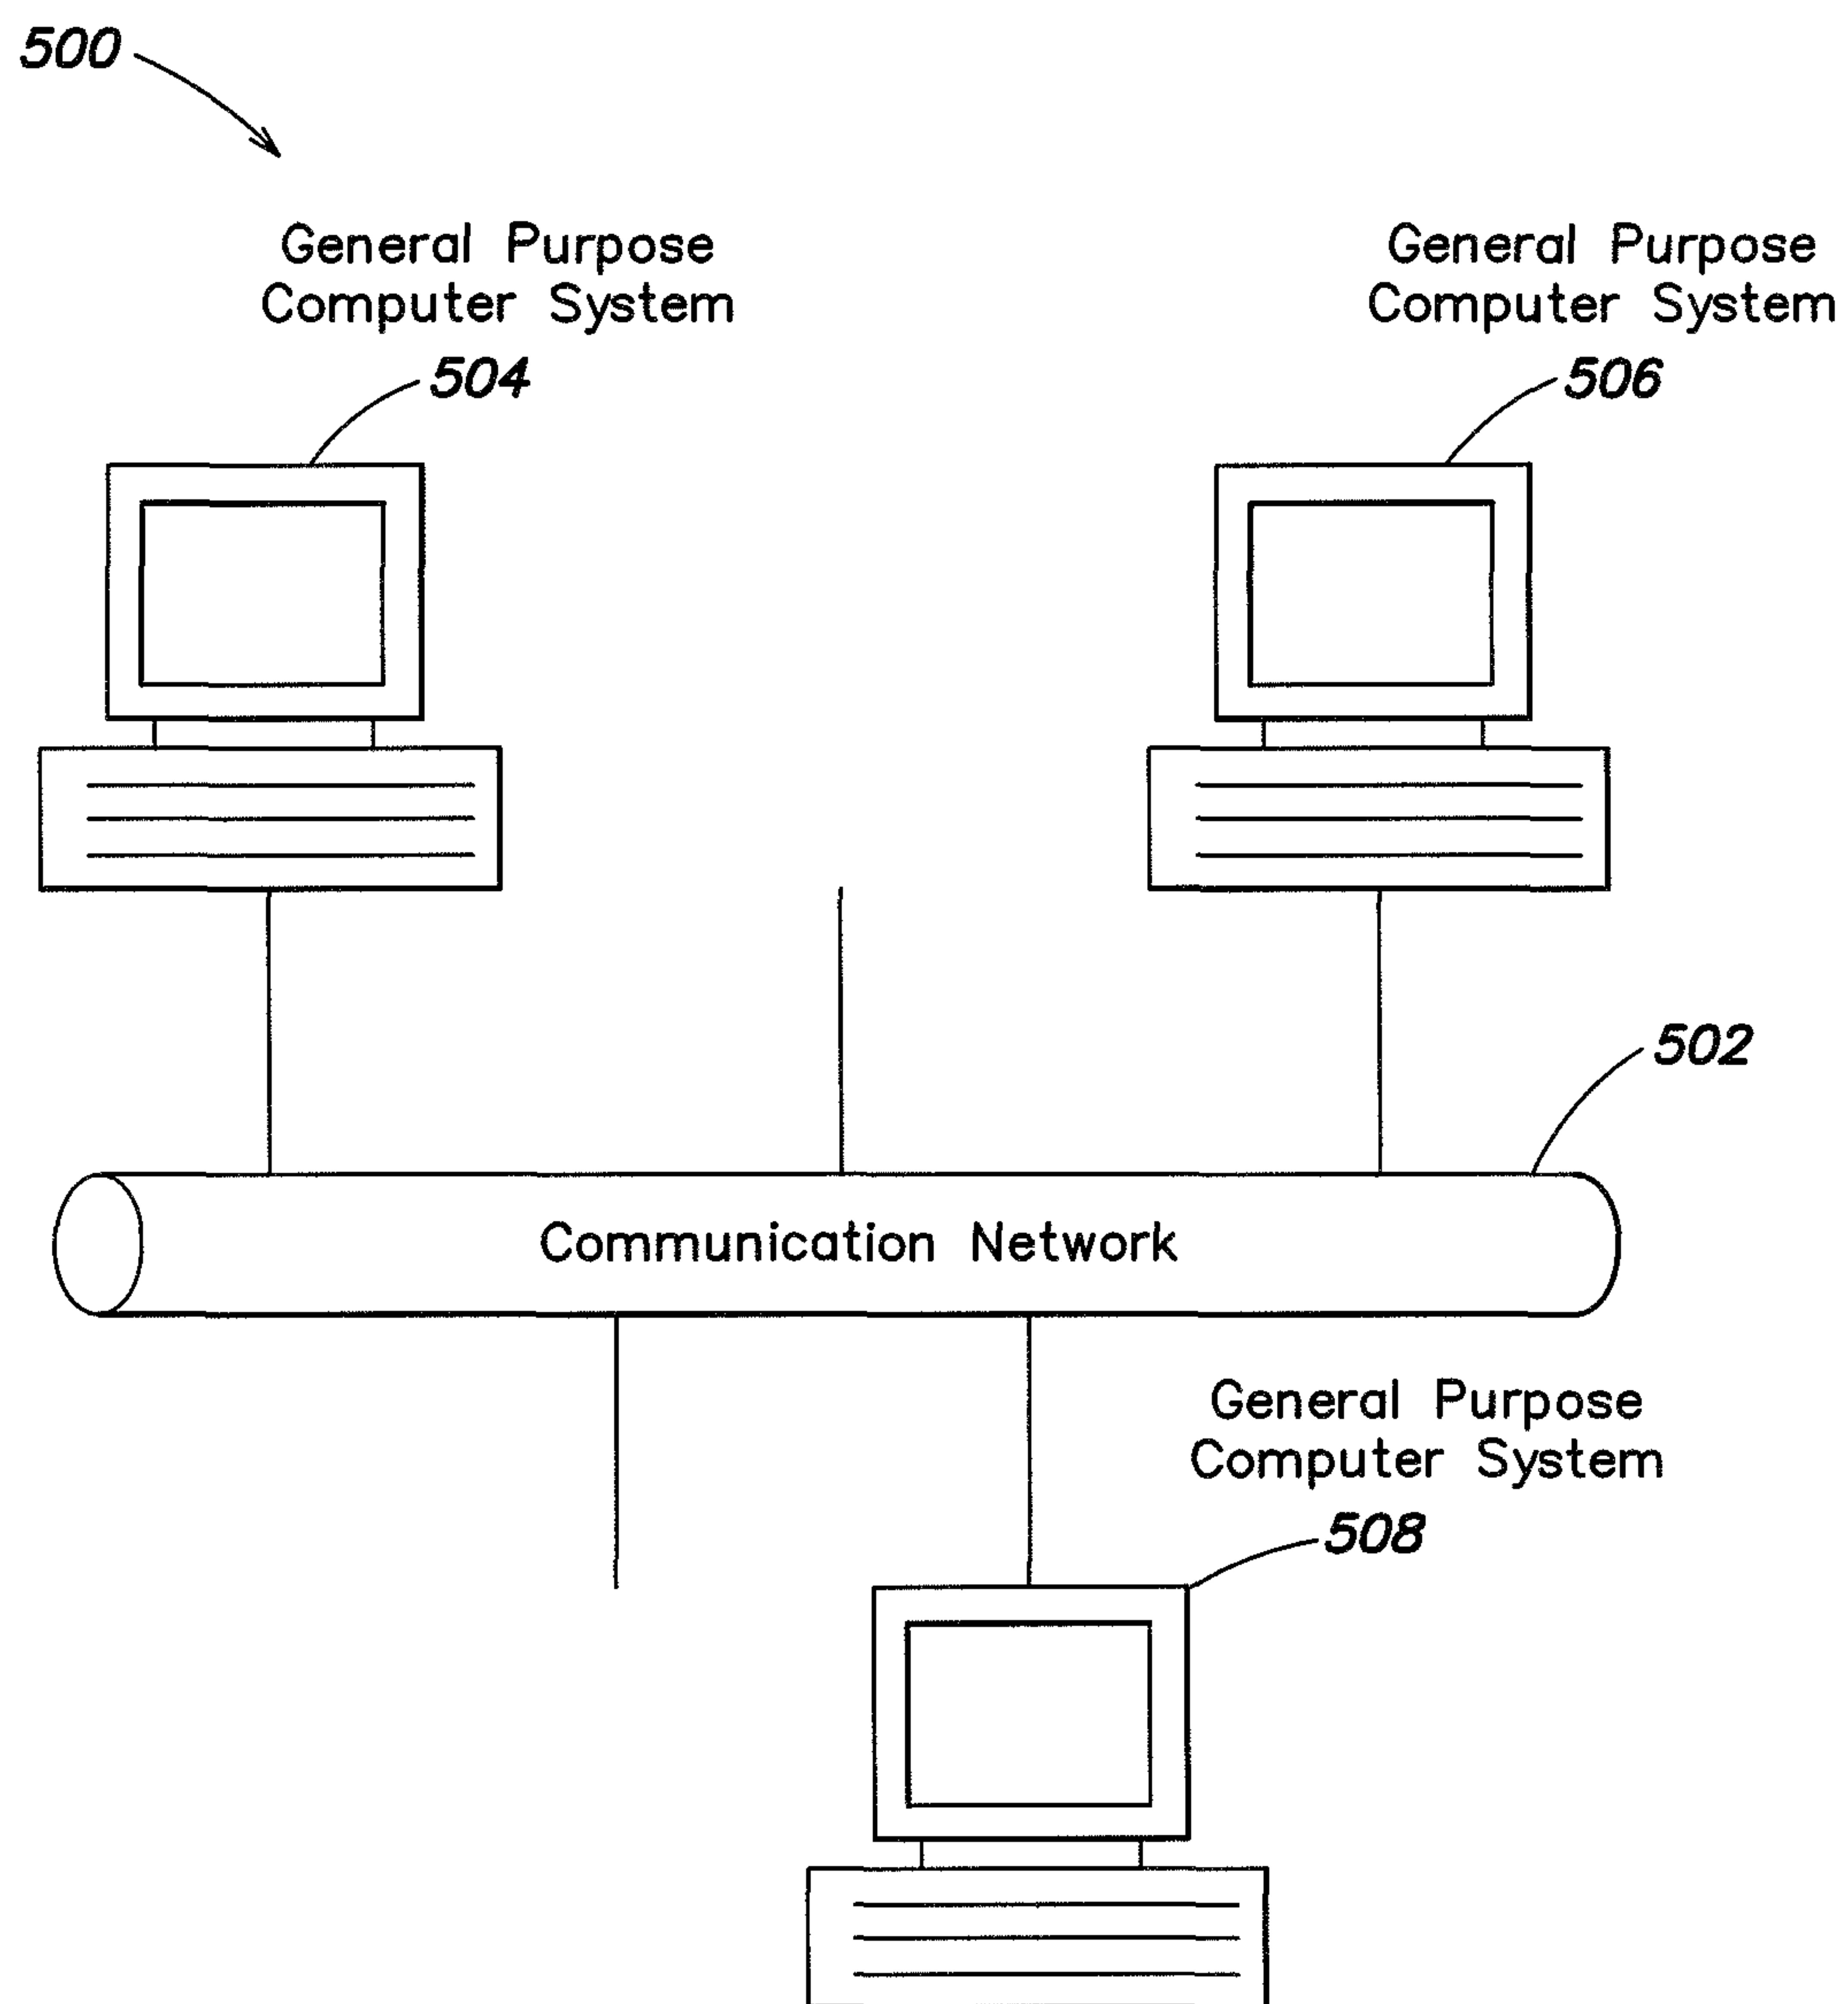 500
General Purpose
Computer System
504
General Purpose
Computer System
506
502
Communication Network
General Purpose
Computer System
508